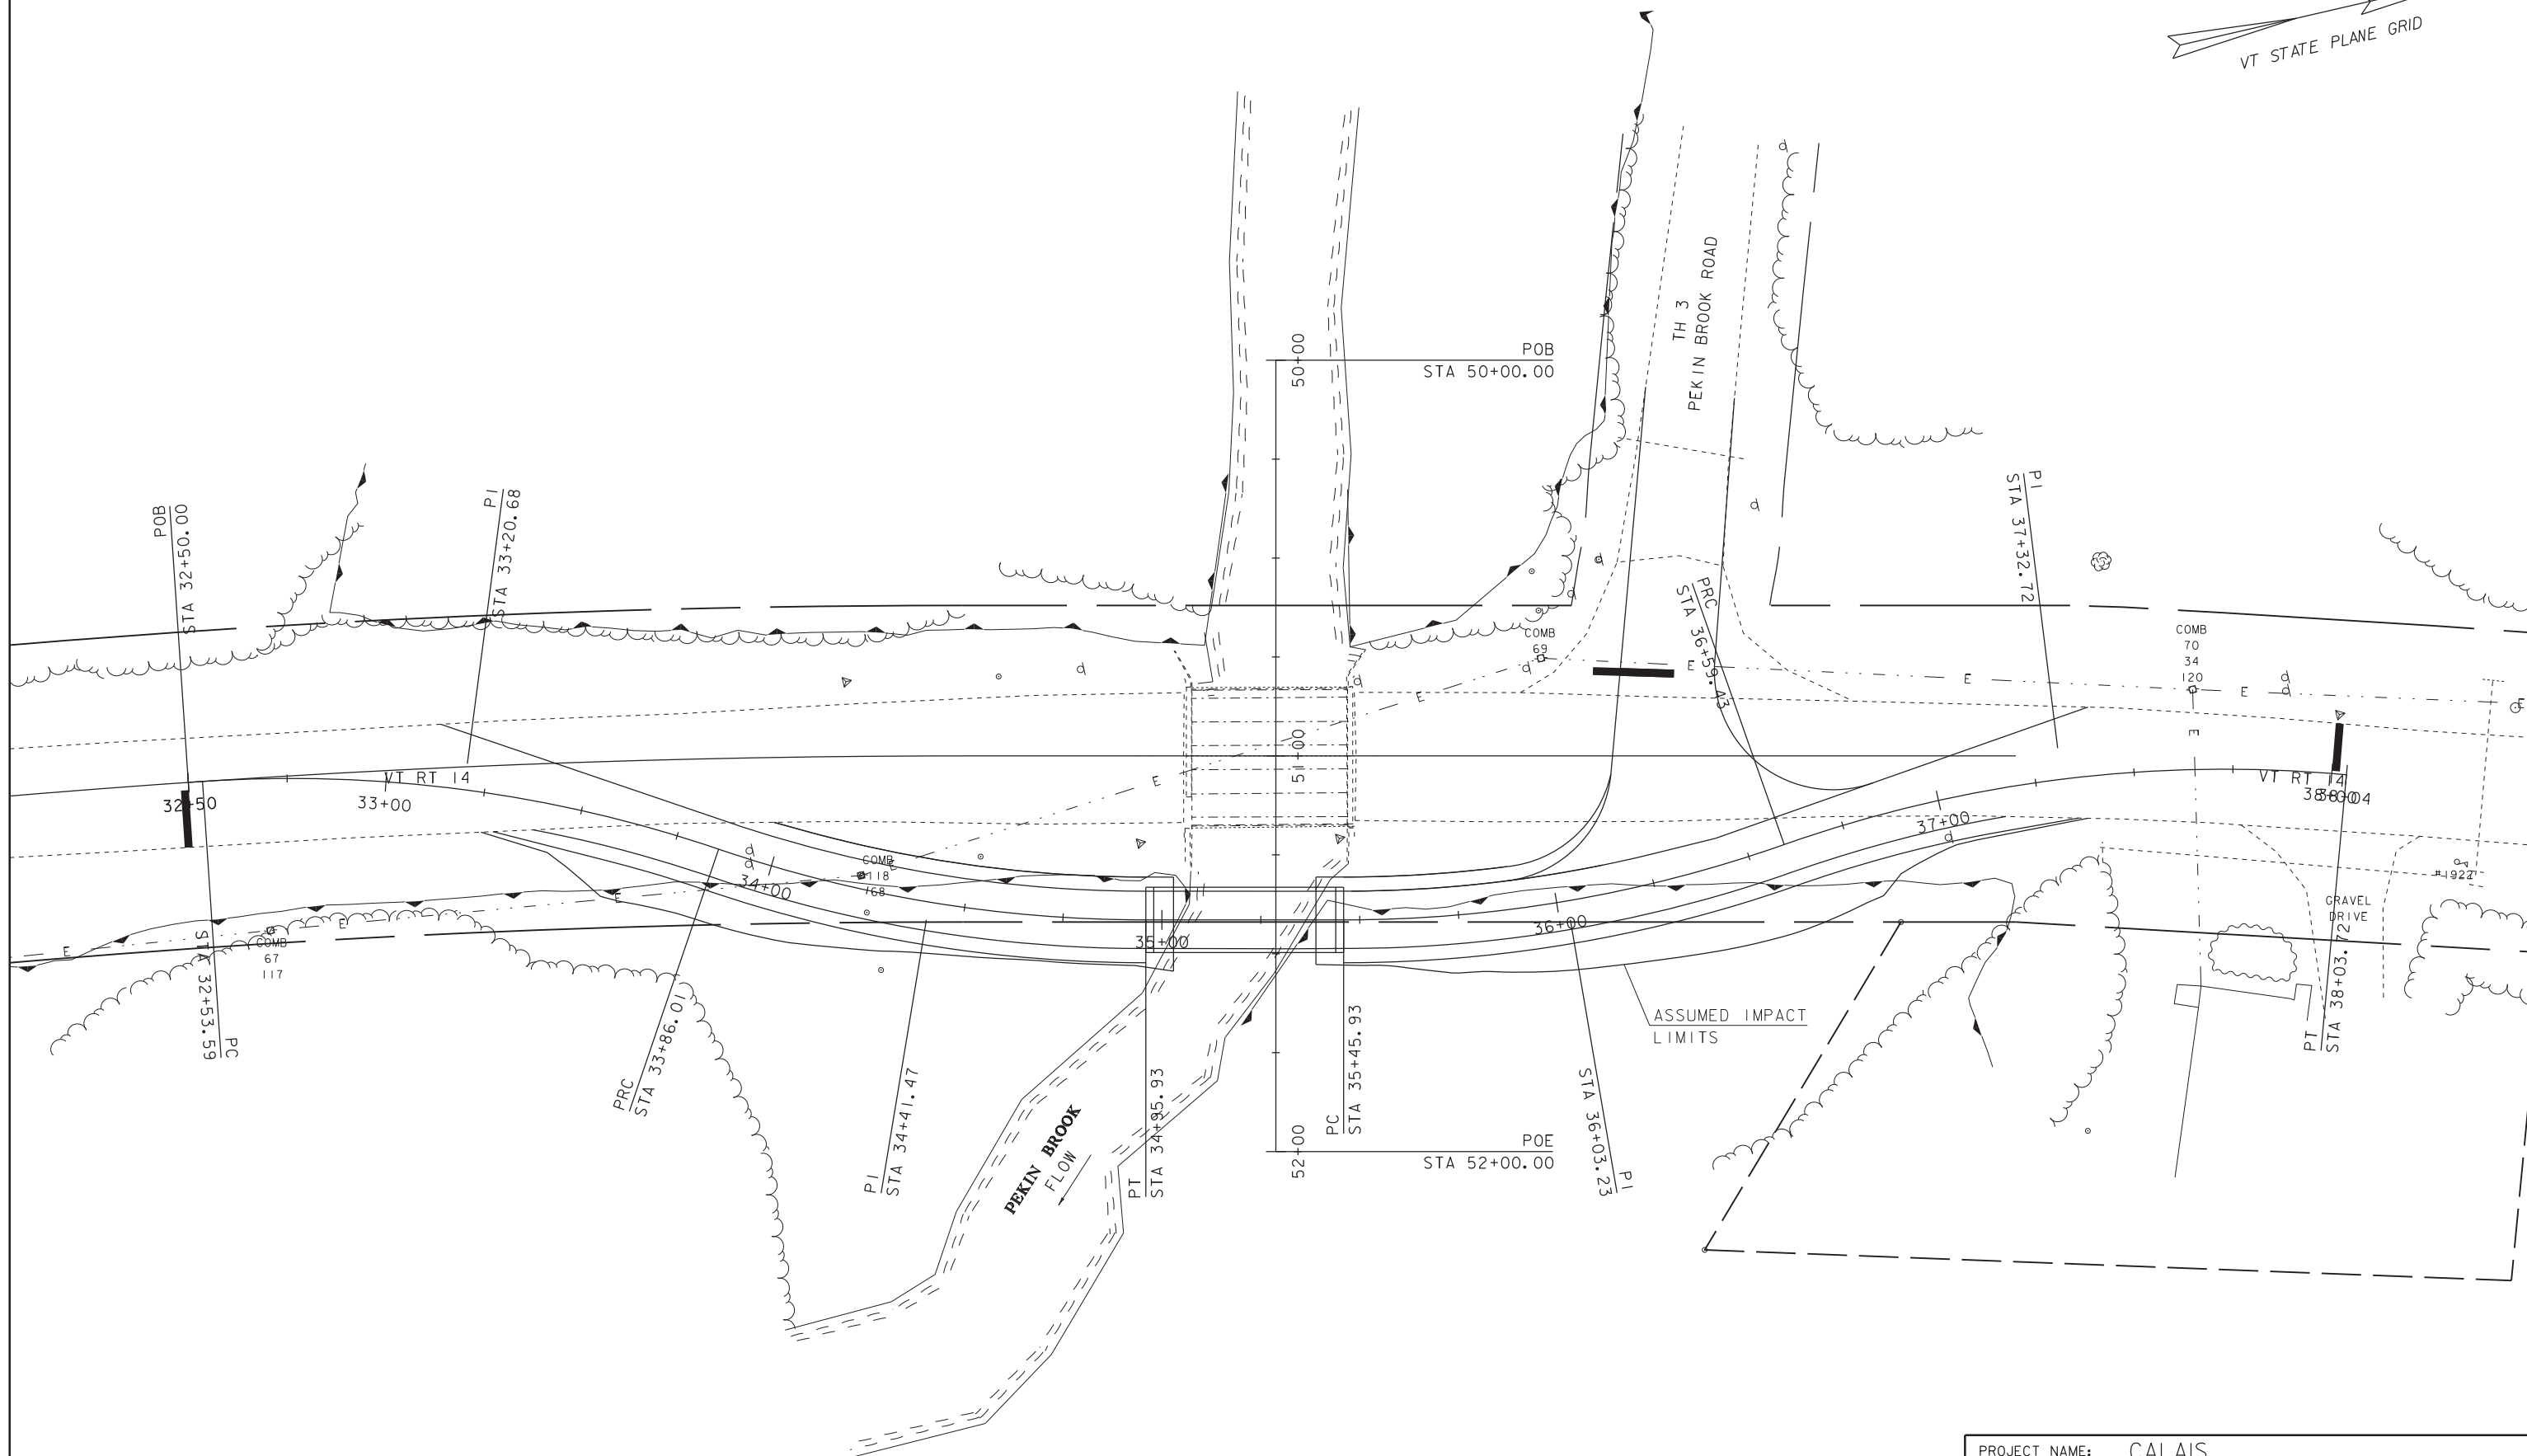 VT STATE PLANE GRID
TH 3
PEKIN BROOK ROAD
50+00
POB
STA 50+00.00
POB
STA 32+50.00
PI
STA 33+20.68
PI
STA 37+32.72
PRC
STA 36+59.43
COMB
69
COMB
70
34
120
E
E
E
E
E
E
E
E
E
E
E
E
51+00
VT RT 14
32+50
33+00
VT RT 14
38+00
38+04
37+00
COMB
118
68
34+00
#1922
GRAVEL
DRIVE
COMB
67
117
35+00
36+00
STA 32+53.59
PC
PRC
STA 33+86.01
PI
STA 34+41.47
PT
STA 34+95.93
PC
STA 35+45.93
ASSUMED IMPACT
LIMITS
PT
STA 38+03.72
PEKIN BROOK
FLOW
52+00
POE
STA 52+00.00
STA 36+03.23
PI
PROJECT NAME: CALAIS